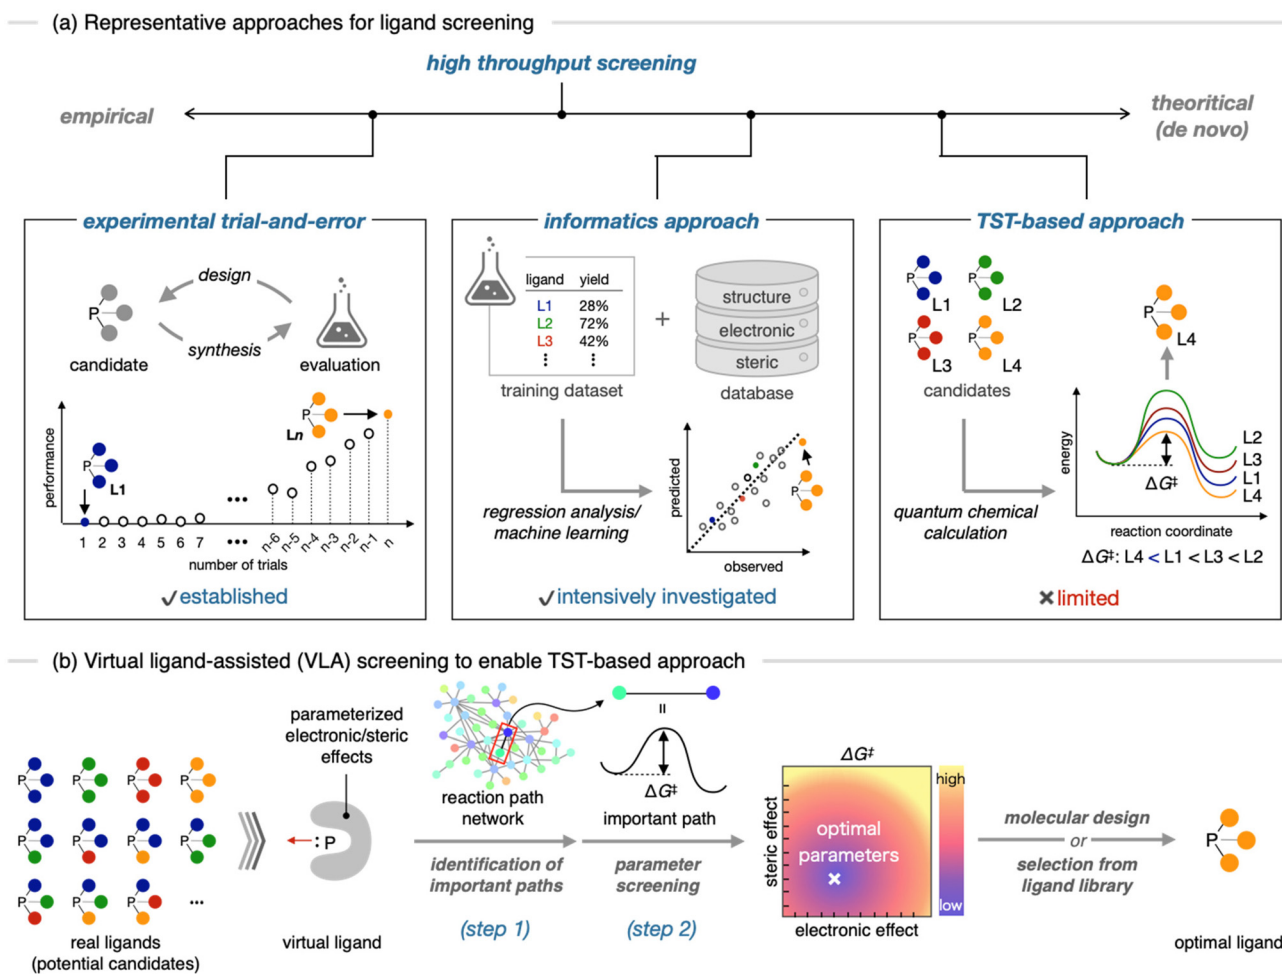 (a) Representative approaches for ligand screening
high throughput screening
empirical
theoritical
(de novo)
experimental trial-and-error
design
synthesis
P
candidate
evaluation
performance
P
L1
P
Ln
1 2 3 4 5 6 7 ••• n-6 n-5 n-4 n-3 n-2 n-1 n
number of trials
✓established
informatics approach
ligand yield
L1 28%
L2 72%
L3 42%
⋮ ⋮
training dataset
+
structure
electronic
steric
database
regression analysis/
machine learning
predicted
P
observed
✓intensively investigated
TST-based approach
P
L1
P
L2
P
L3
P
L4
candidates
P
L4
quantum chemical
calculation
energy
ΔG‡
L2
L3
L1
L4
reaction coordinate
ΔG‡: L4 < L1 < L3 < L2
✖limited
(b) Virtual ligand-assisted (VLA) screening to enable TST-based approach
P P P P
P P P P
P P P •••
real ligands
(potential candidates)
parameterized
electronic/steric
effects
:P
virtual ligand
reaction path
network
identification of
important paths
(step 1)
=
ΔG‡
important path
parameter
screening
(step 2)
ΔG‡
steric effect
optimal
parameters
electronic effect
high
low
molecular design
or
selection from
ligand library
P
optimal ligand